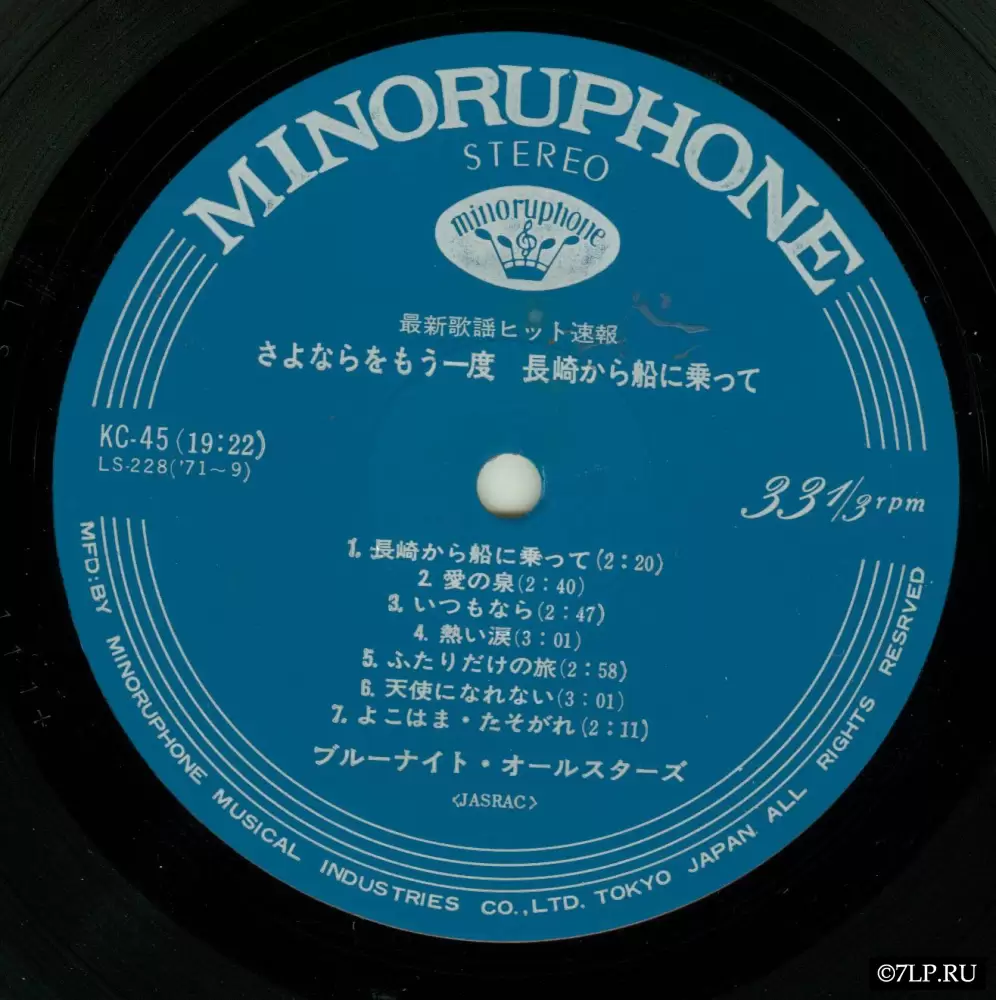 MINORUPHONE
STEREO
minoruphone
最新歌謡ヒット速報
さよならをもう一度 長崎から船に乗って
KC-45 (19:22)
LS-228('71～9)
33 1/3 rpm
1. 長崎から船に乗って(2:20)
2. 愛の泉(2:40)
3. いつもなら(2:47)
4. 熱い涙(3:01)
5. ふたりだけの旅(2:58)
6. 天使になれない(3:01)
7. よこはま・たそがれ(2:11)
ブルーナイト・オールスターズ
〈JASRAC〉
MFD:BY MINORUPHONE MUSICAL INDUSTRIES CO.,LTD. TOKYO JAPAN ALL RIGHTS RESRVED
©7LP.RU